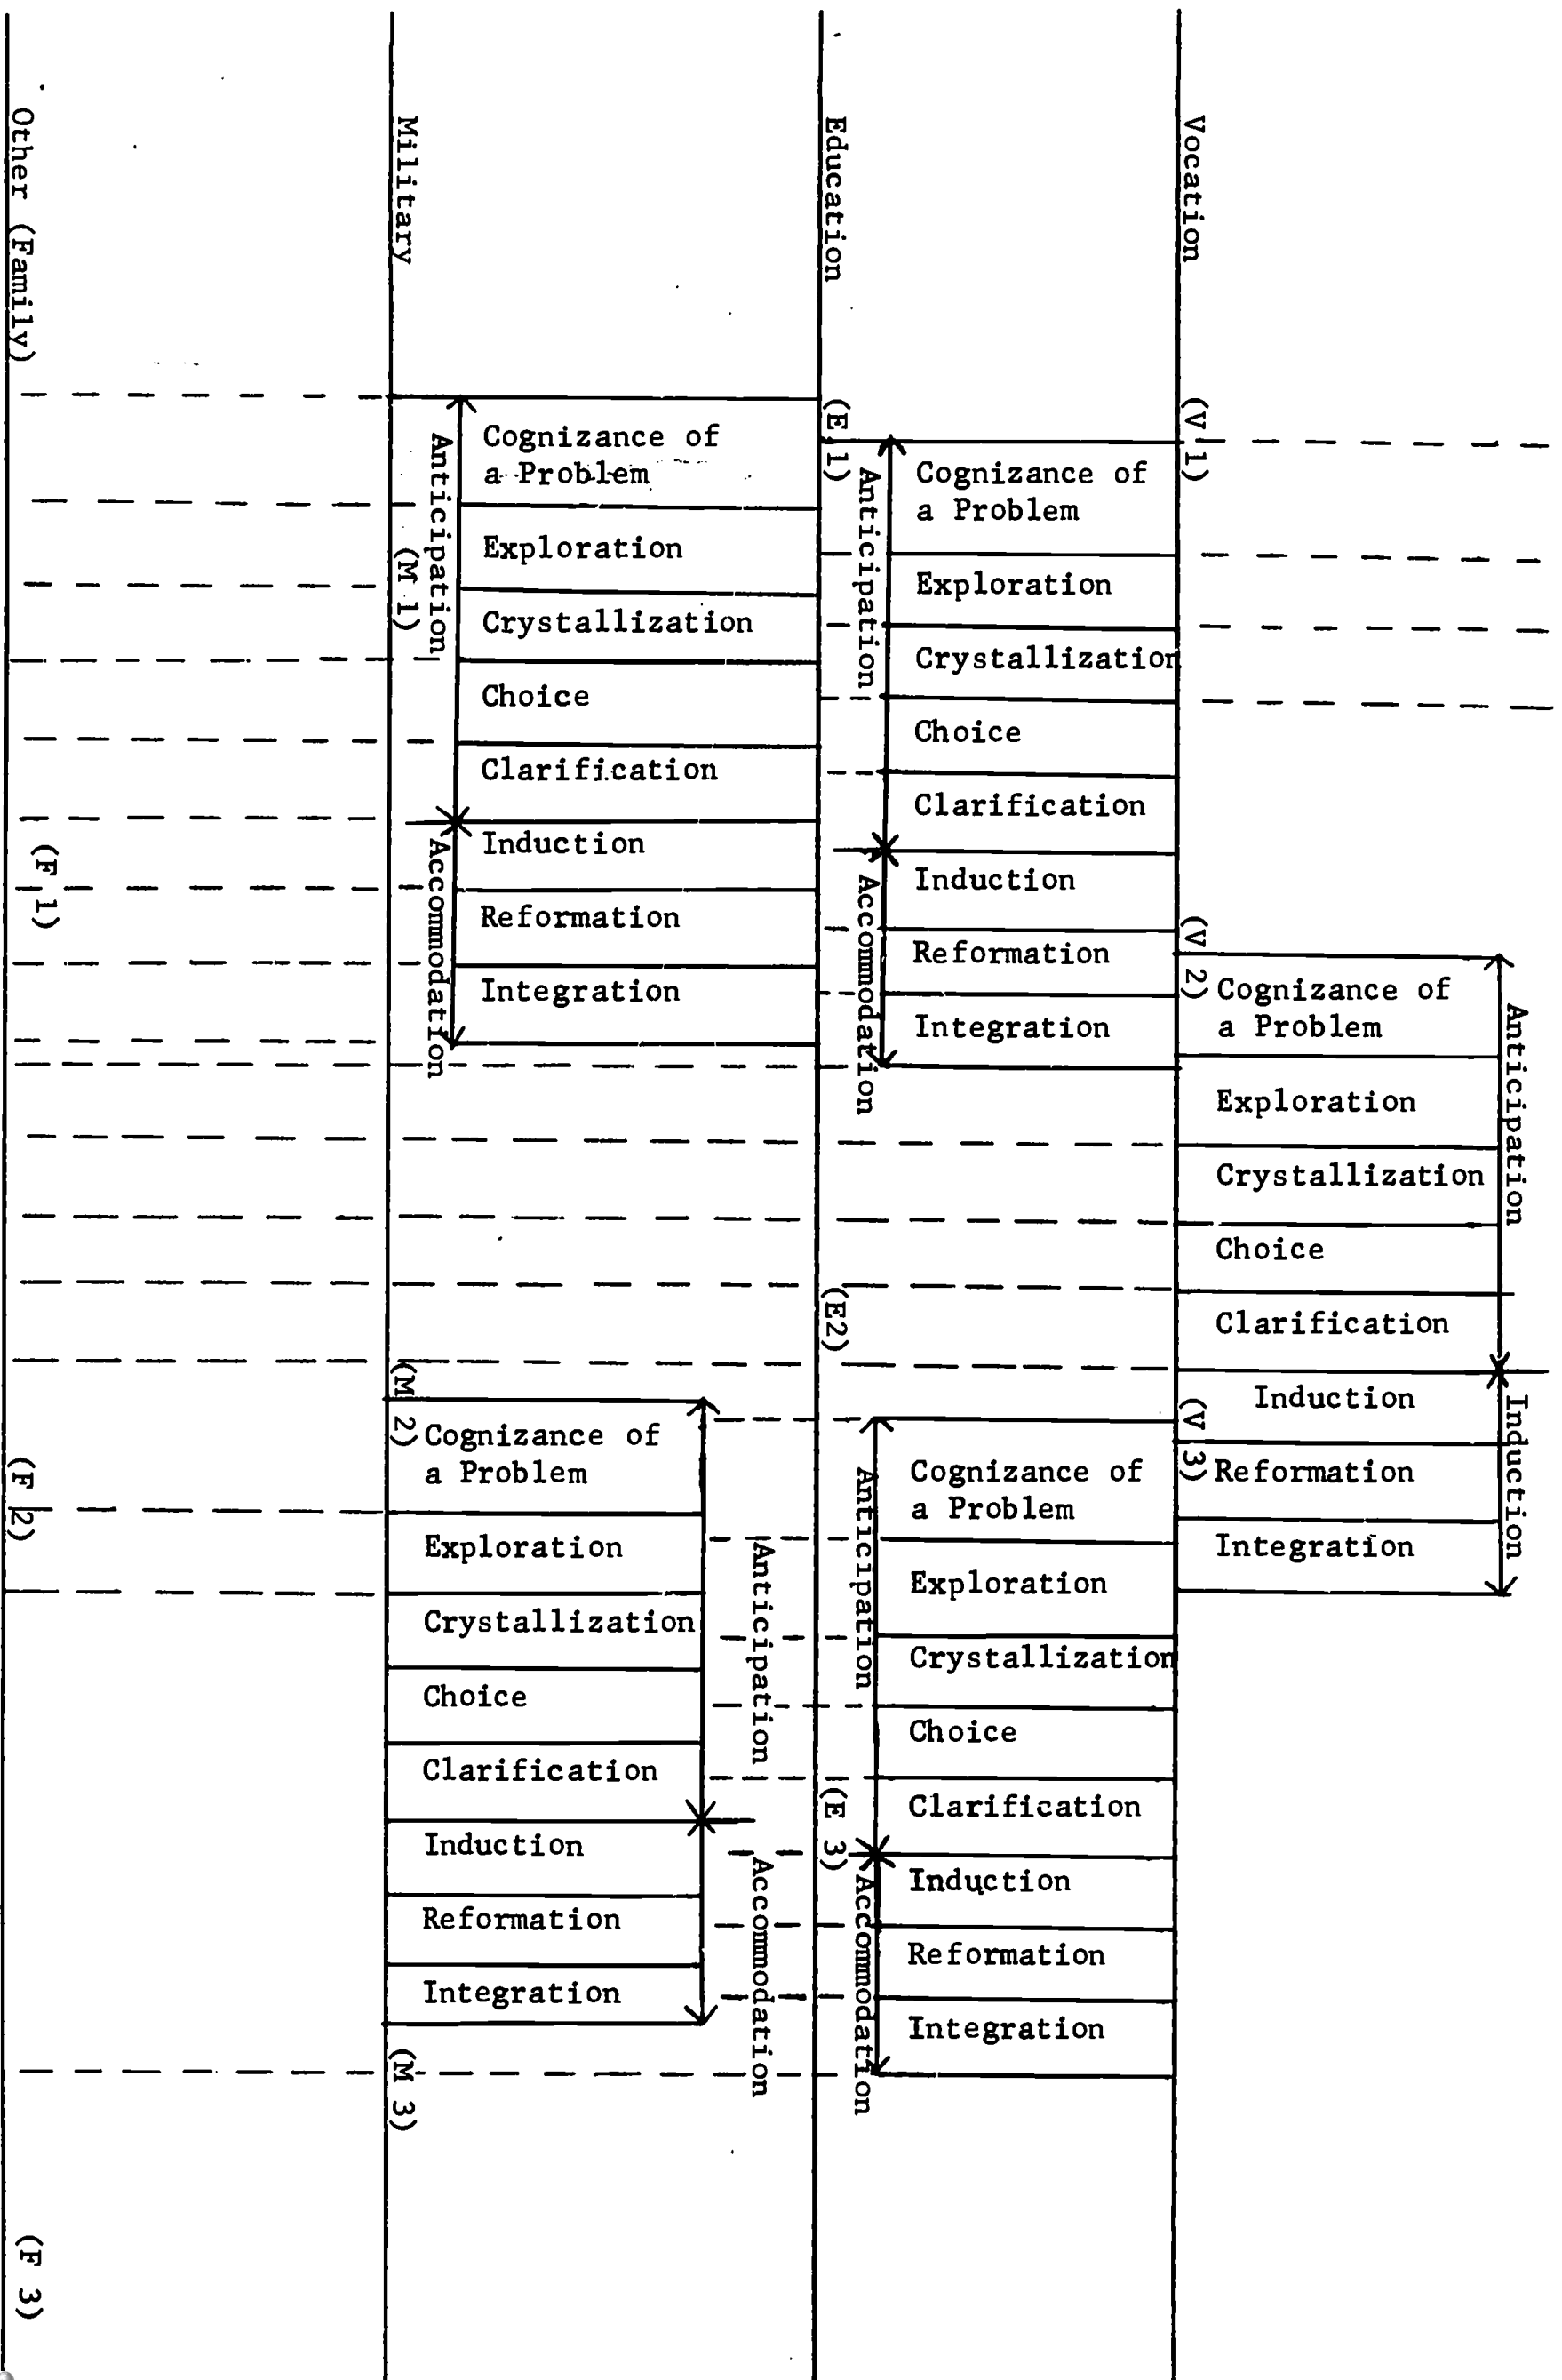 Vocation
(V 1)
(V 2)
Cognizance of
a Problem
Exploration
Crystallization
Choice
Clarification
Induction
Reformation
Integration
Anticipation
Induction
(V 3)
Education
(E 1)
Cognizance of
a Problem
Exploration
Crystallization
Choice
Clarification
Induction
Reformation
Integration
Anticipation
Accommodation
(E2)
Cognizance of
a Problem
Exploration
Crystallization
Choice
Clarification
Induction
Reformation
Integration
Anticipation
Accommodation
(E 3)
Military
Cognizance of
a Problem
Exploration
Crystallization
Choice
Clarification
Induction
Reformation
Integration
Anticipation
Accommodation
(M 1)
(M 2)
Cognizance of
a Problem
Exploration
Crystallization
Choice
Clarification
Induction
Reformation
Integration
Anticipation
Accommodation
(M 3)
Other (Family)
(F 1)
(F 2)
(F 3)